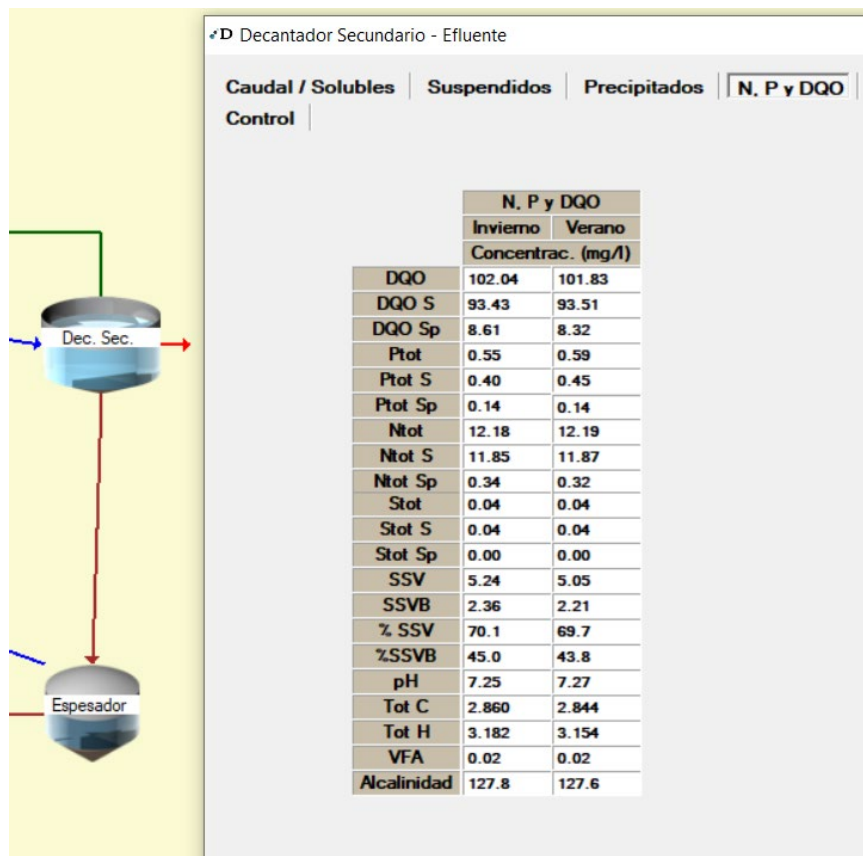 D Decantador Secundario - Efluente
Caudal / Solubles Suspendidos Precipitados N, P y DQO
Control
N, P y DQO
Invierno Verano
Concentrac. (mg/l)
DQO 102.04 101.83
DQO S 93.43 93.51
DQO Sp 8.61 8.32
Ptot 0.55 0.59
Ptot S 0.40 0.45
Ptot Sp 0.14 0.14
Ntot 12.18 12.19
Ntot S 11.85 11.87
Ntot Sp 0.34 0.32
Stot 0.04 0.04
Stot S 0.04 0.04
Stot Sp 0.00 0.00
SSV 5.24 5.05
SSVB 2.36 2.21
% SSV 70.1 69.7
%SSVB 45.0 43.8
pH 7.25 7.27
Tot C 2.860 2.844
Tot H 3.182 3.154
VFA 0.02 0.02
Alcalinidad 127.8 127.6
Dec. Sec.
Espesador